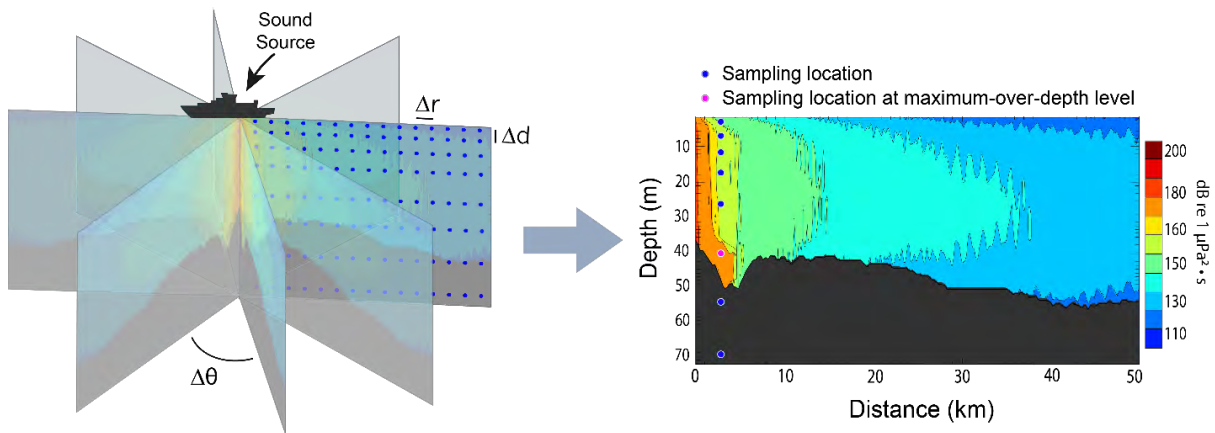 Sound
Source
Δr
Δd
Δθ
Sampling location
Sampling location at maximum-over-depth level
Depth (m)
10
20
30
40
50
60
70
0
10
20
30
40
50
Distance (km)
200
180
160
150
130
110
dB re 1 µPa²・s